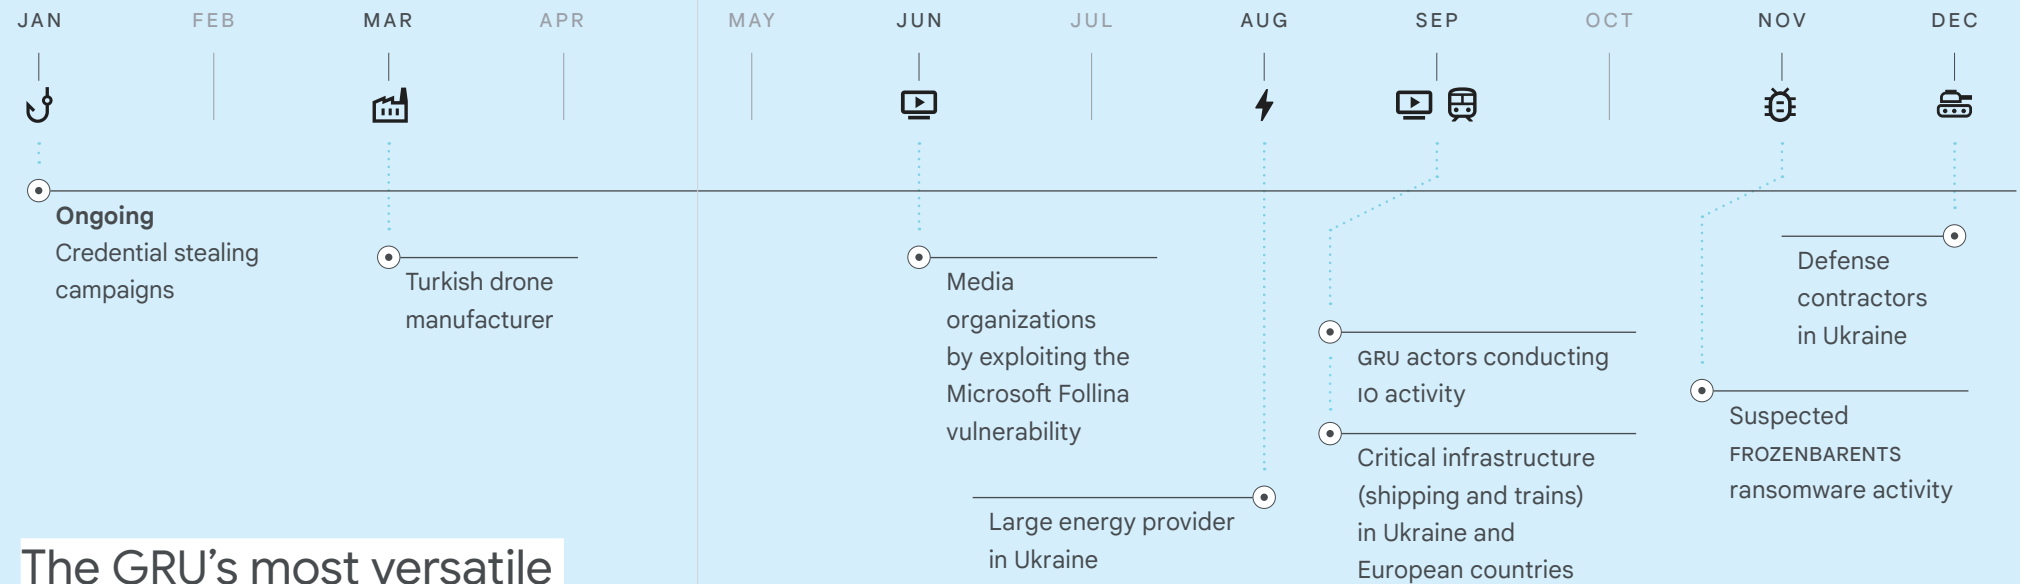 JAN FEB MAR APR MAY JUN JUL AUG SEP OCT NOV DEC
Ongoing
Credential stealing
campaigns
Turkish drone
manufacturer
Media
organizations
by exploiting the
Microsoft Follina
vulnerability
Large energy provider
in Ukraine
GRU actors conducting
IO activity
Critical infrastructure
(shipping and trains)
in Ukraine and
European countries
Suspected
FROZENBARENTS
ransomware activity
Defense
contractors
in Ukraine
The GRU’s most versatile